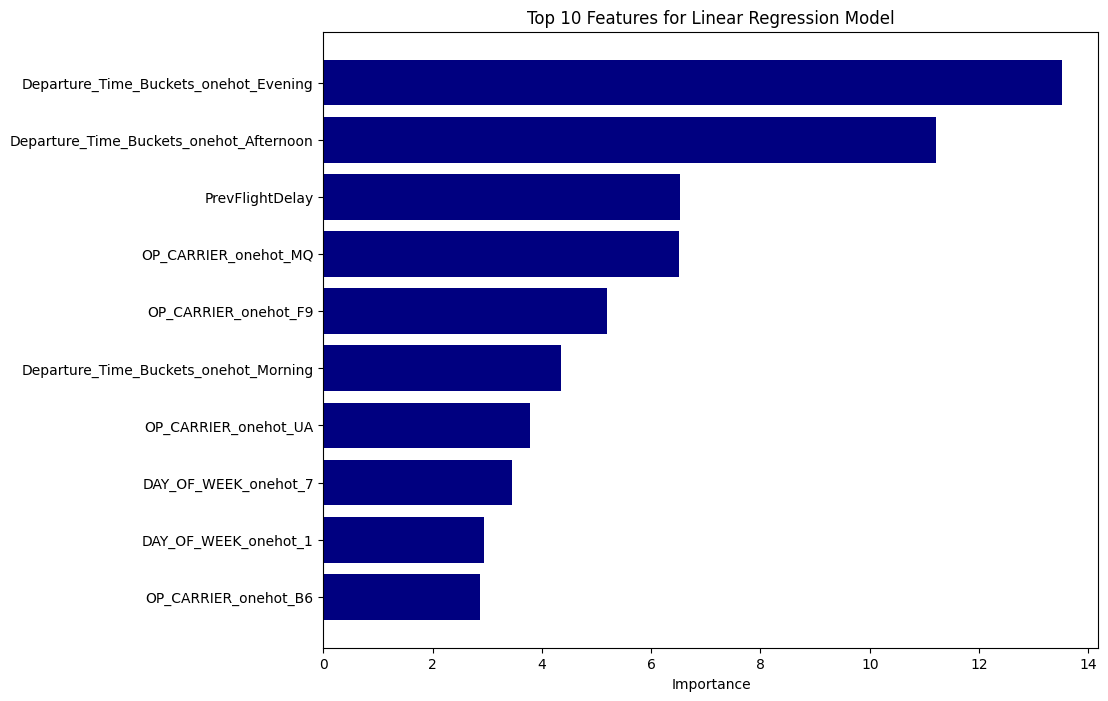 Top 10 Features for Linear Regression Model
Departure_Time_Buckets_onehot_Evening
Departure_Time_Buckets_onehot_Afternoon
PrevFlightDelay
OP_CARRIER_onehot_MQ
OP_CARRIER_onehot_F9
Departure_Time_Buckets_onehot_Morning
OP_CARRIER_onehot_UA
DAY_OF_WEEK_onehot_7
DAY_OF_WEEK_onehot_1
OP_CARRIER_onehot_B6
0 2 4 6 8 10 12 14
Importance